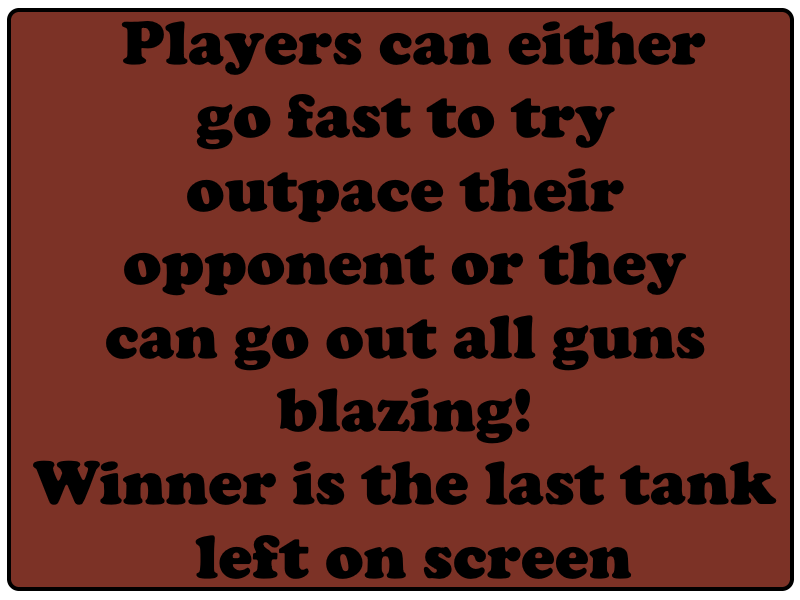 Players can either
go fast to try
outpace their
opponent or they
can go out all guns
blazing!
Winner is the last tank
left on screen